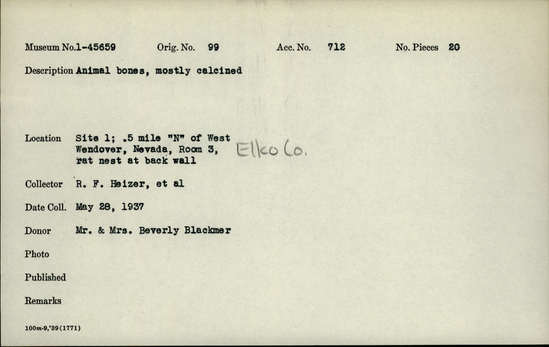 Museum No. 1-45659 Orig. No. 99 Acc. No. 712 No. Pieces 20
Description Animal bones, mostly calcined
Location Site 1; .5 mile "N" of West
Wendover, Nevada, Room 3, Elko Co.
rat nest at back wall
Collector R. F. Heizer, et al
Date Coll. May 28, 1937
Donor Mr. & Mrs. Beverly Blackmer
Photo
Published
Remarks
100m-9,'39(1771)